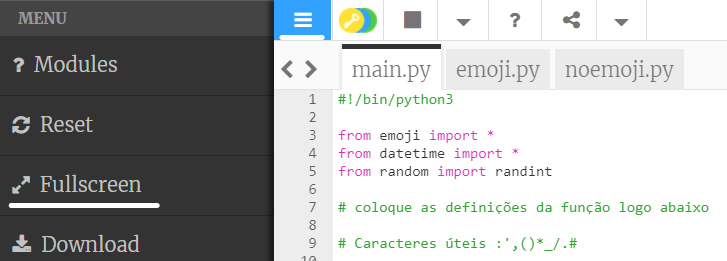 MENU
? Modules
Reset
Fullscreen
Download
?
main.py
emoji.py
noemoji.py
1 #!/bin/python3
2
3 from emoji import *
4 from datetime import *
5 from random import randint
6
7 # coloque as definições da função logo abaixo
8
9 # Caracteres úteis :',()*_/.#
10